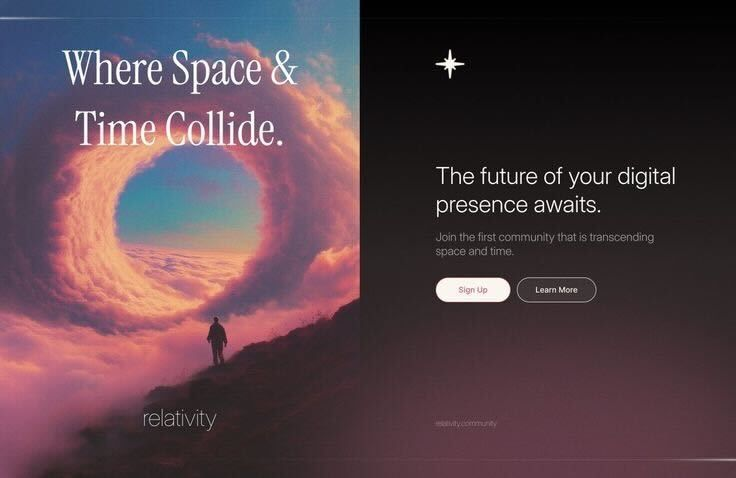 Where Space &
Time Collide.
relativity
The future of your digital
presence awaits.
Join the first community that is transcending
space and time.
Sign Up
Learn More
relativity.community